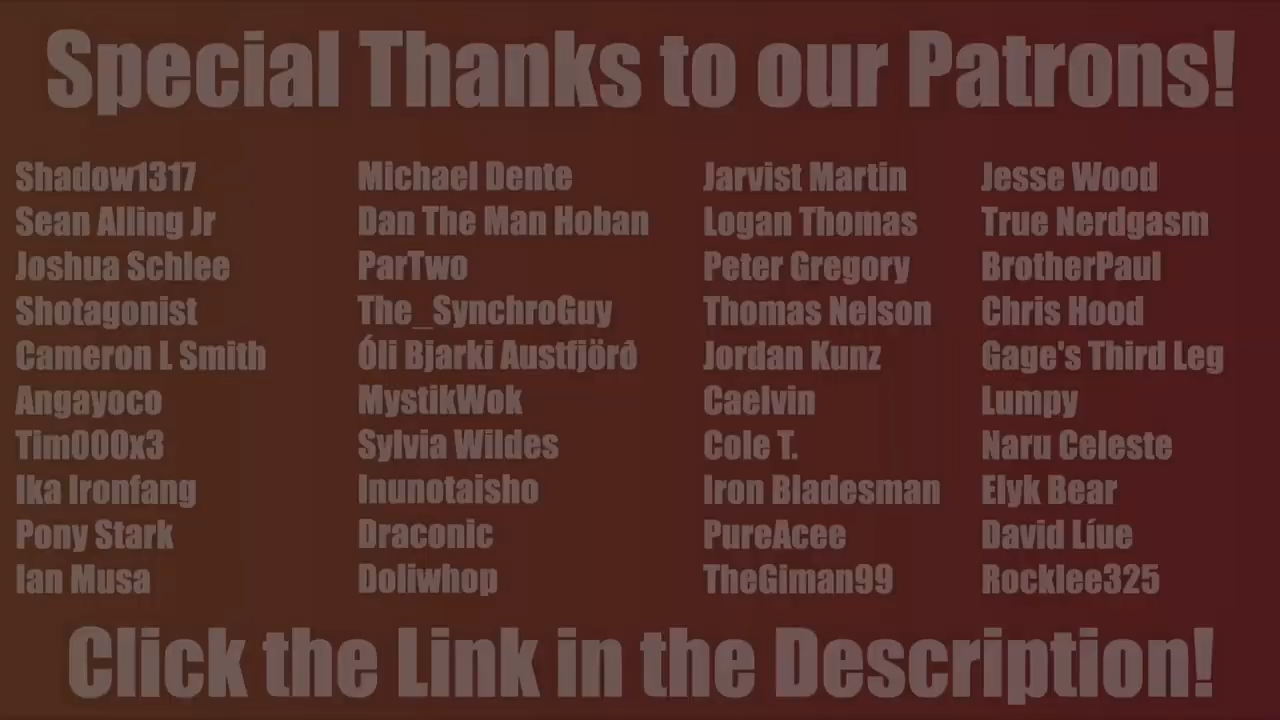 Special Thanks to our Patrons!
Shadow1317
Sean Alling Jr
Joshua Schlee
Shotagonist
Cameron L Smith
Angayoco
Tim000x3
Ika Ironfang
Pony Stark
Ian Musa
Michael Dente
Dan The Man Hoban
ParTwo
The_SynchroGuy
Óli Bjarki Austfjörð
MystikWok
Sylvia Wildes
Inunotaisho
Draconic
Doliwhop
Jarvist Martin
Logan Thomas
Peter Gregory
Thomas Nelson
Jordan Kunz
Caelvin
Cole T.
Iron Bladesman
PureAcee
TheGiman99
Jesse Wood
True Nerdgasm
BrotherPaul
Chris Hood
Gage's Third Leg
Lumpy
Naru Celeste
Elyk Bear
David Líue
Rocklee325
Click the Link in the Description!